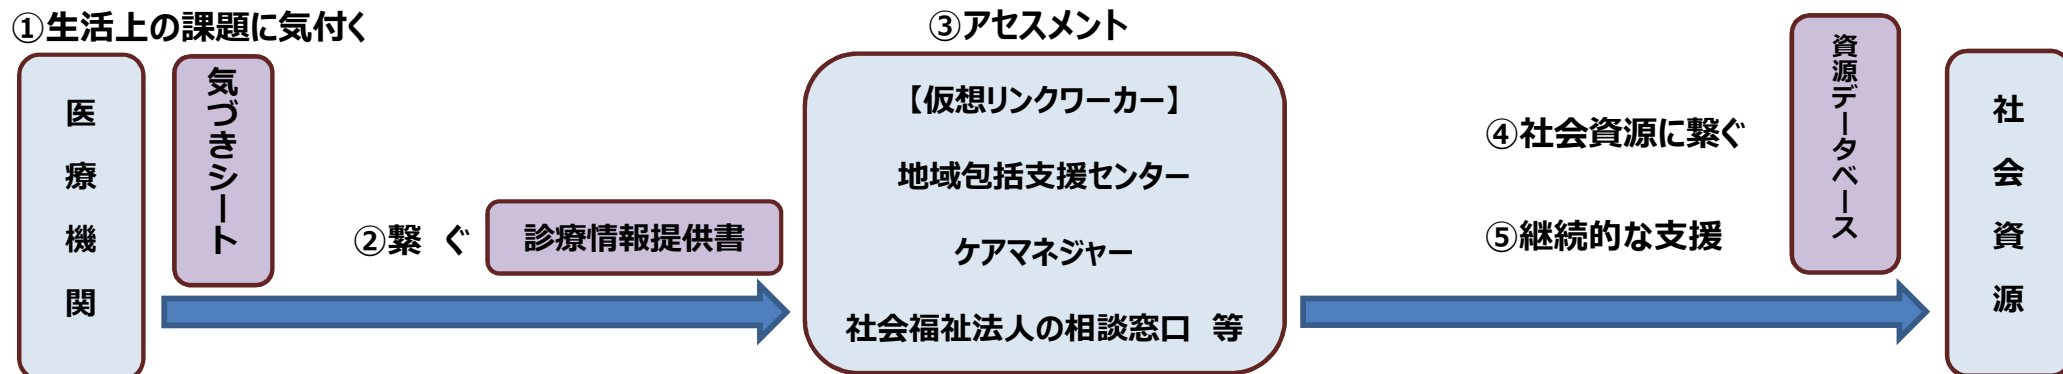 ①生活上の課題に気付く
医療機関
気づきシート
②繋　ぐ
診療情報提供書
③アセスメント
【仮想リンクワーカー】
地域包括支援センター
ケアマネジャー
社会福祉法人の相談窓口　等
④社会資源に繋ぐ
⑤継続的な支援
資源データベース
社会資源